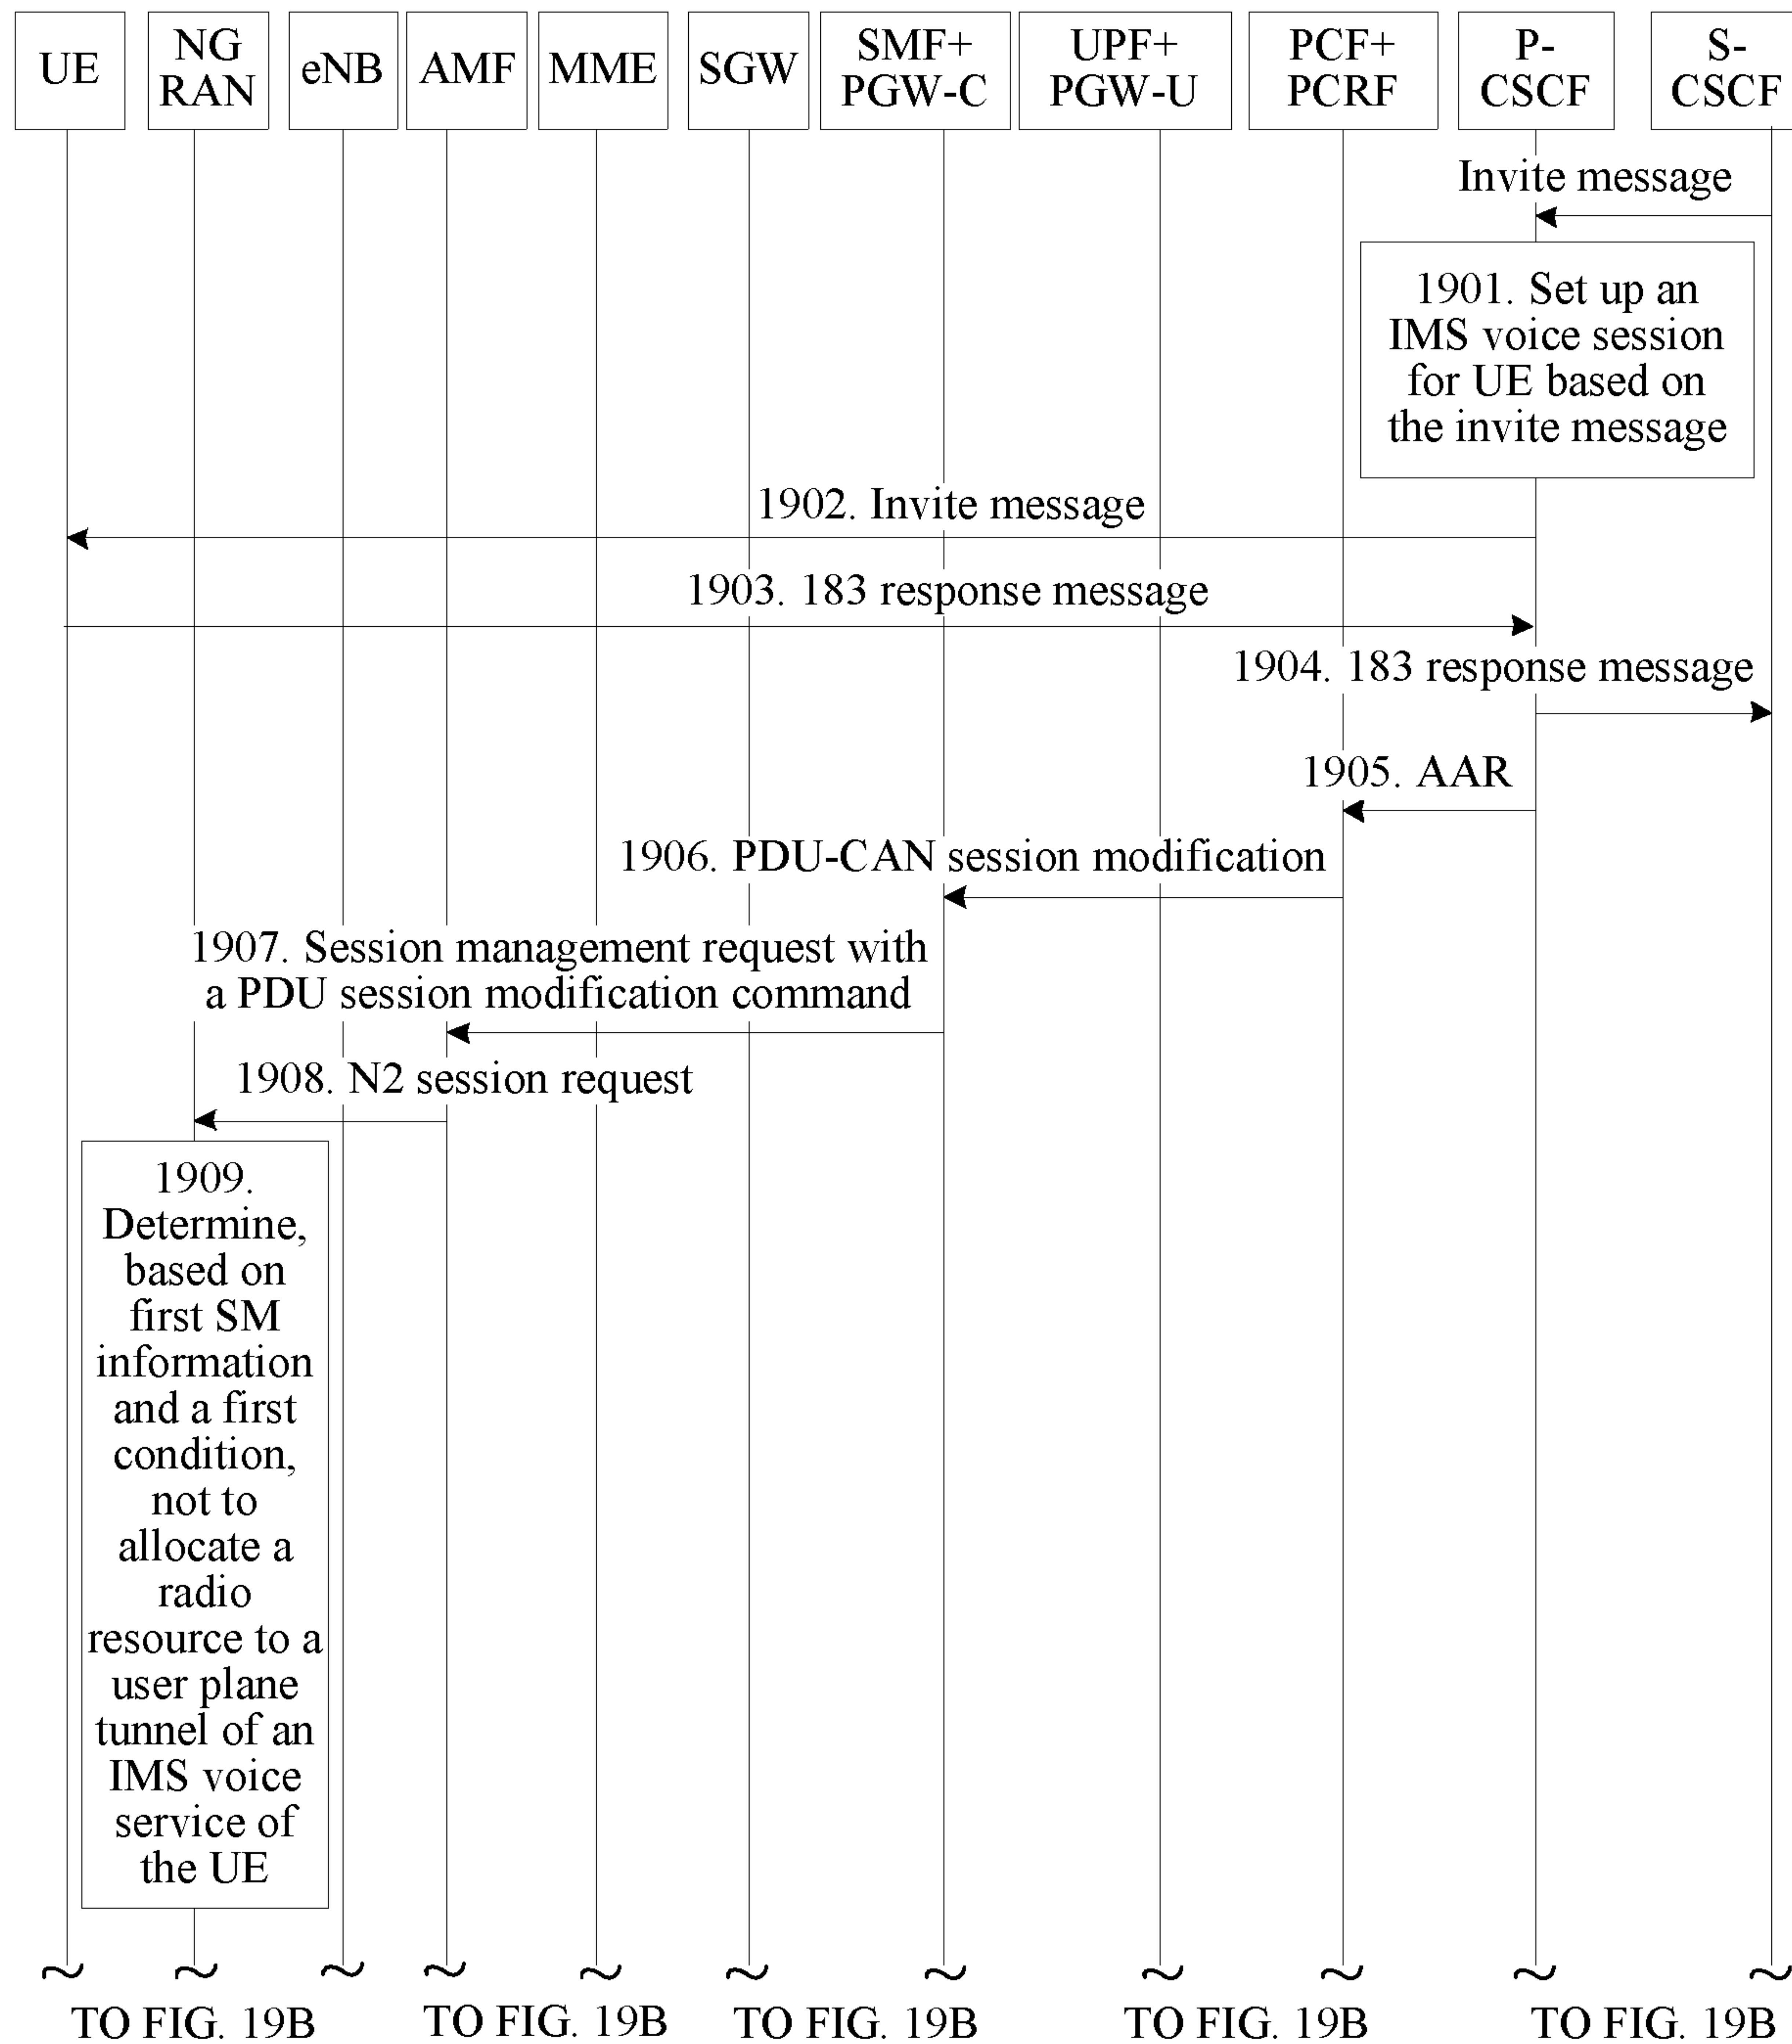 UE
NG
RAN
eNB
AMF
MME
SGW
SMF+
PGW-C
UPF+
PGW-U
PCF+
PCRF
P-
CSCF
S-
CSCF
Invite message
1901. Set up an
IMS voice session
for UE based on
the invite message
1902. Invite message
1903. 183 response message
1904. 183 response message
1905. AAR
1906. PDU-CAN session modification
1907. Session management request with
a PDU session modification command
1908. N2 session request
1909.
Determine,
based on
first SM
information
and a first
condition,
not to
allocate a
radio
resource to a
user plane
tunnel of an
IMS voice
service of
the UE
TO FIG. 19B
TO FIG. 19B
TO FIG. 19B
TO FIG. 19B
TO FIG. 19B